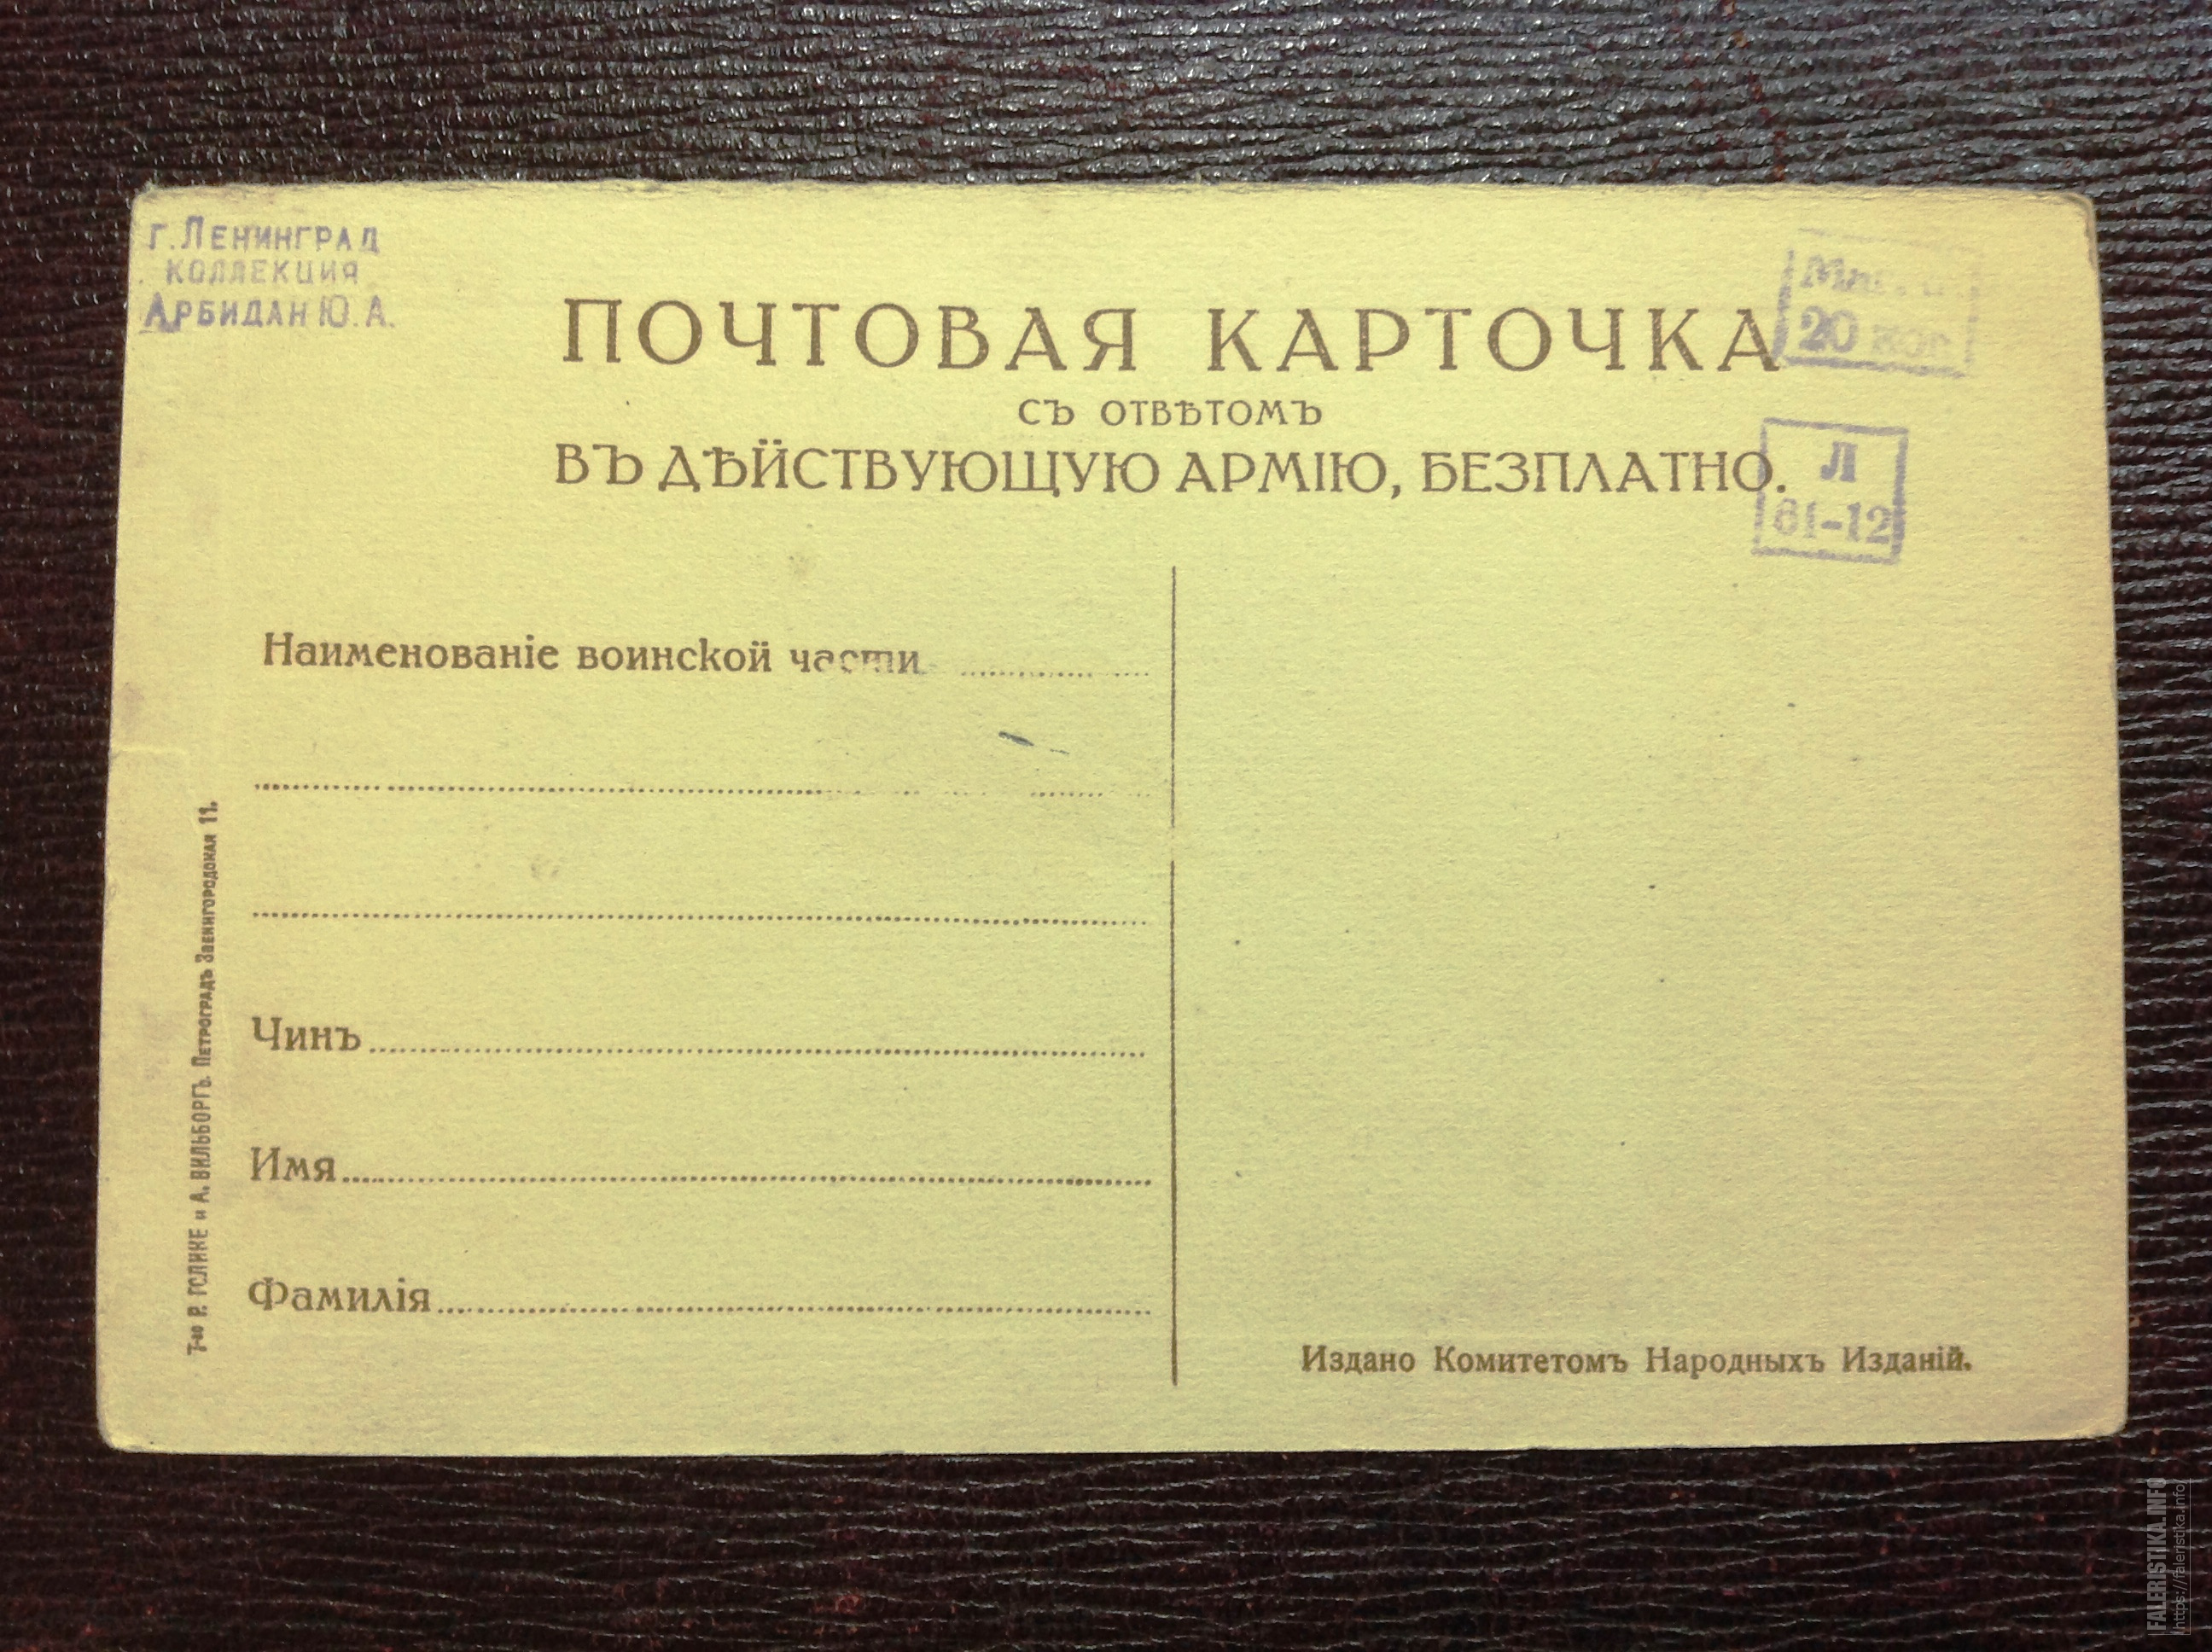 г. Ленинград
коллекция
Арбидан Ю. А.
20 коп
Л
61-12
ПОЧТОВАЯ КАРТОЧКА
СЪ ОТВѢТОМЪ
ВЪ ДѢЙСТВУЮЩУЮ АРМІЮ, БЕЗПЛАТНО.
Наименованіе воинской части
Чинъ
Имя
Фамилія
Т-во Р. ГОЛИКЕ и А. ВИЛЬБОРГЪ. Петроградъ Звенигородская 11.
Издано Комитетомъ Народныхъ Изданій.
FALERISTIKA.INFO
https://faleristika.info/